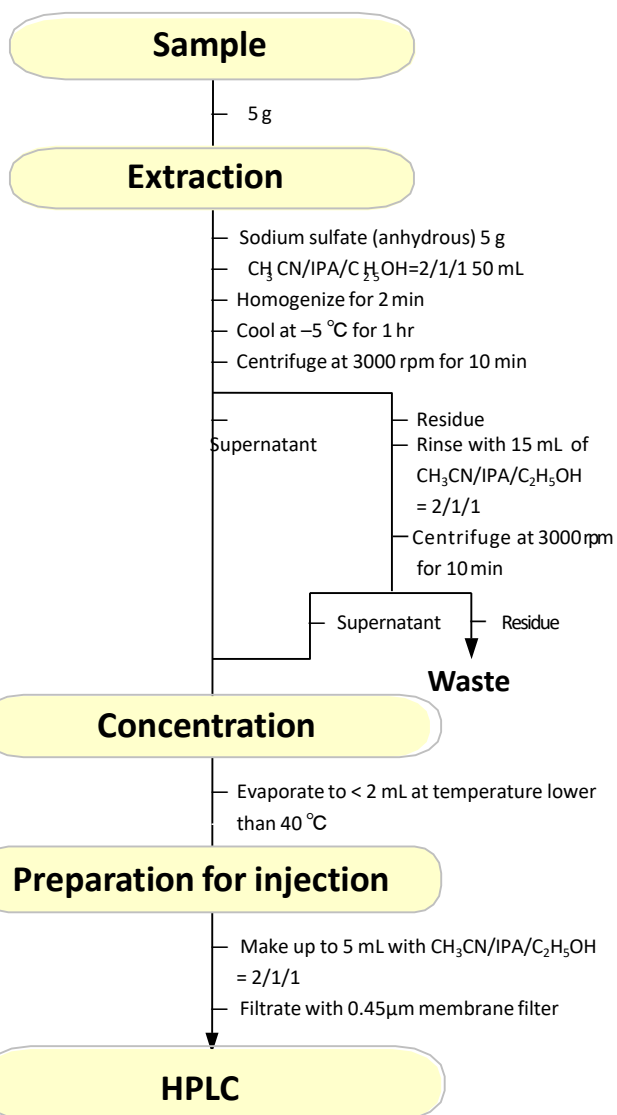 Sample
5 g
Extraction
Sodium sulfate (anhydrous) 5 g
CH₃CN/IPA/C₂H₅OH=2/1/1 50 mL
Homogenize for 2 min
Cool at –5 ℃ for 1 hr
Centrifuge at 3000 rpm for 10 min
Supernatant
Residue
Rinse with 15 mL of
CH₃CN/IPA/C₂H₅OH
= 2/1/1
Centrifuge at 3000 rpm
for 10 min
Supernatant
Residue
Waste
Concentration
Evaporate to < 2 mL at temperature lower
than 40 ℃
Preparation for injection
Make up to 5 mL with CH₃CN/IPA/C₂H₅OH
= 2/1/1
Filtrate with 0.45µm membrane filter
HPLC